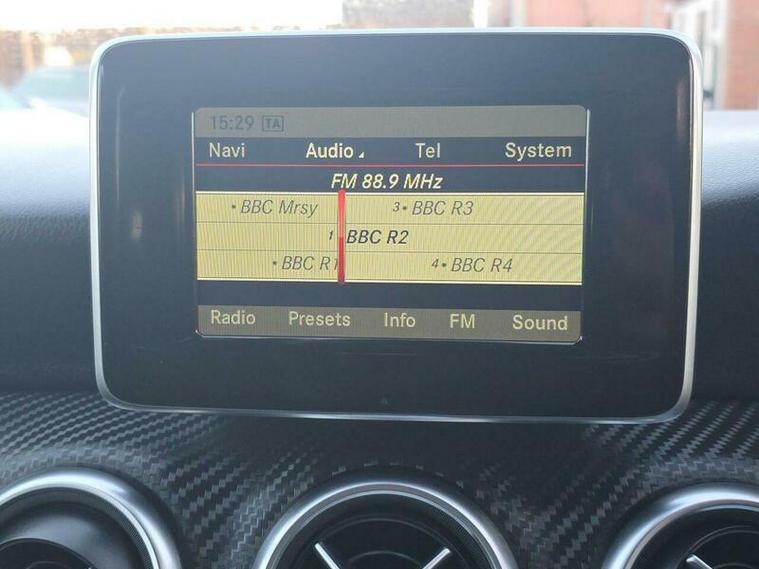 15:29 TA
Navi Audio Tel System
FM 88.9 MHz
• BBC Mrsy 3• BBC R3
1 BBC R2
• BBC R1 4• BBC R4
Radio Presets Info FM Sound